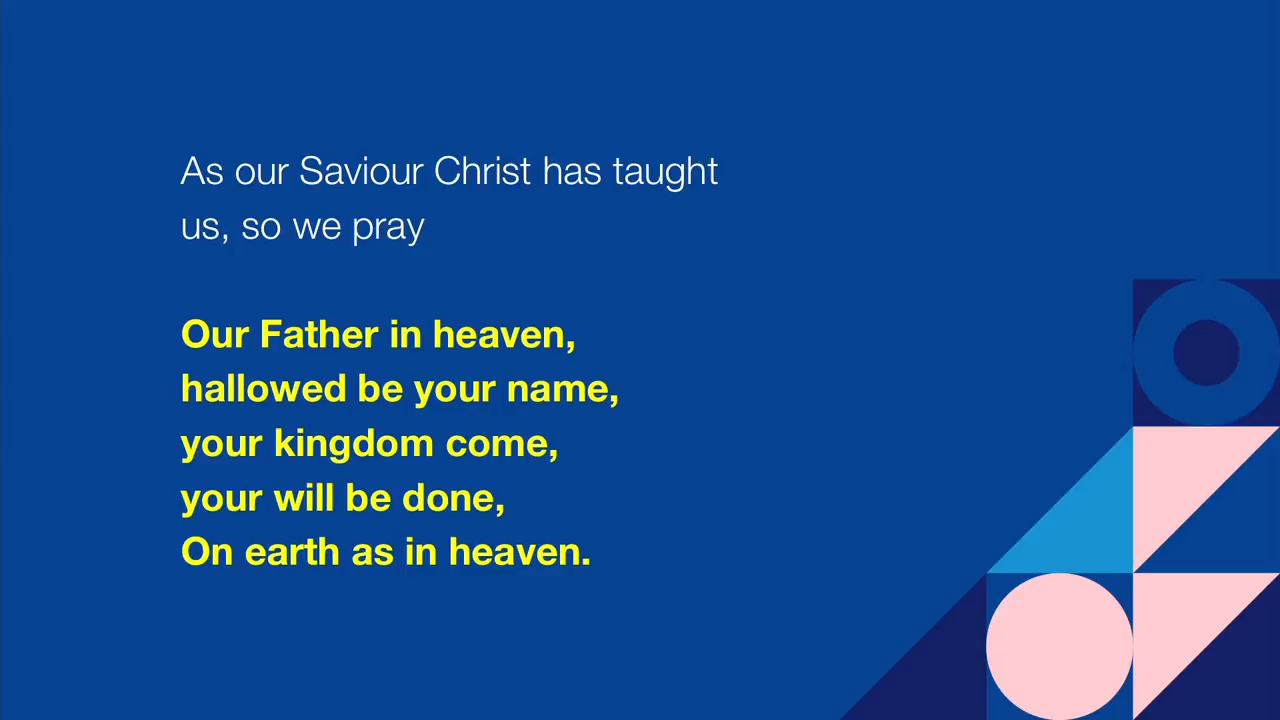 As our Saviour Christ has taught
us, so we pray
Our Father in heaven,
hallowed be your name,
your kingdom come,
your will be done,
On earth as in heaven.